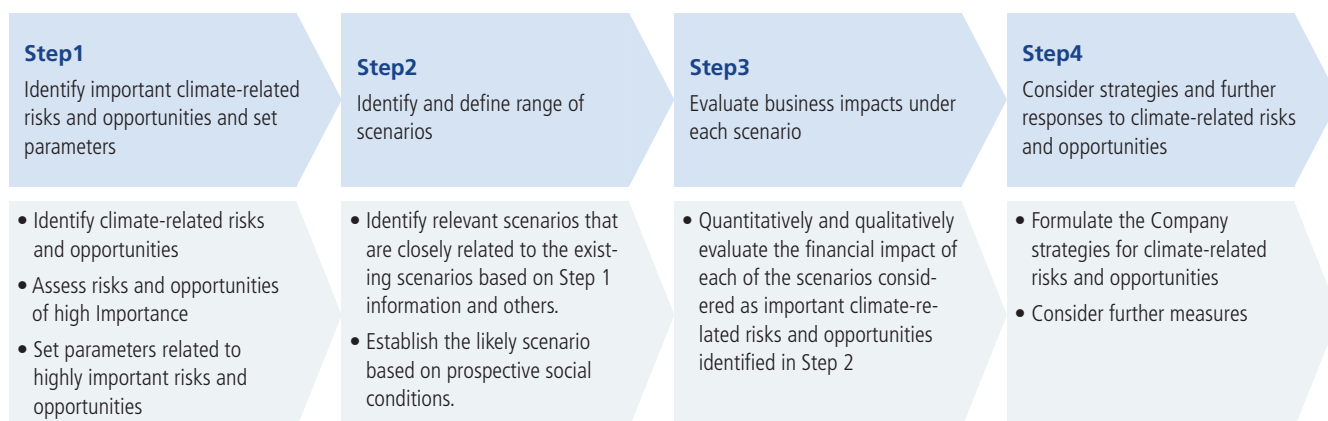 Step1
Identify important climate-related
risks and opportunities and set
parameters
• Identify climate-related risks
and opportunities
• Assess risks and opportunities
of high Importance
• Set parameters related to
highly important risks and
opportunities
Step2
Identify and define range of
scenarios
• Identify relevant scenarios that
are closely related to the exist-
ing scenarios based on Step 1
information and others.
• Establish the likely scenario
based on prospective social
conditions.
Step3
Evaluate business impacts under
each scenario
• Quantitatively and qualitatively
evaluate the financial impact of
each of the scenarios consid-
ered as important climate-re-
lated risks and opportunities
identified in Step 2
Step4
Consider strategies and further
responses to climate-related risks
and opportunities
• Formulate the Company
strategies for climate-related
risks and opportunities
• Consider further measures